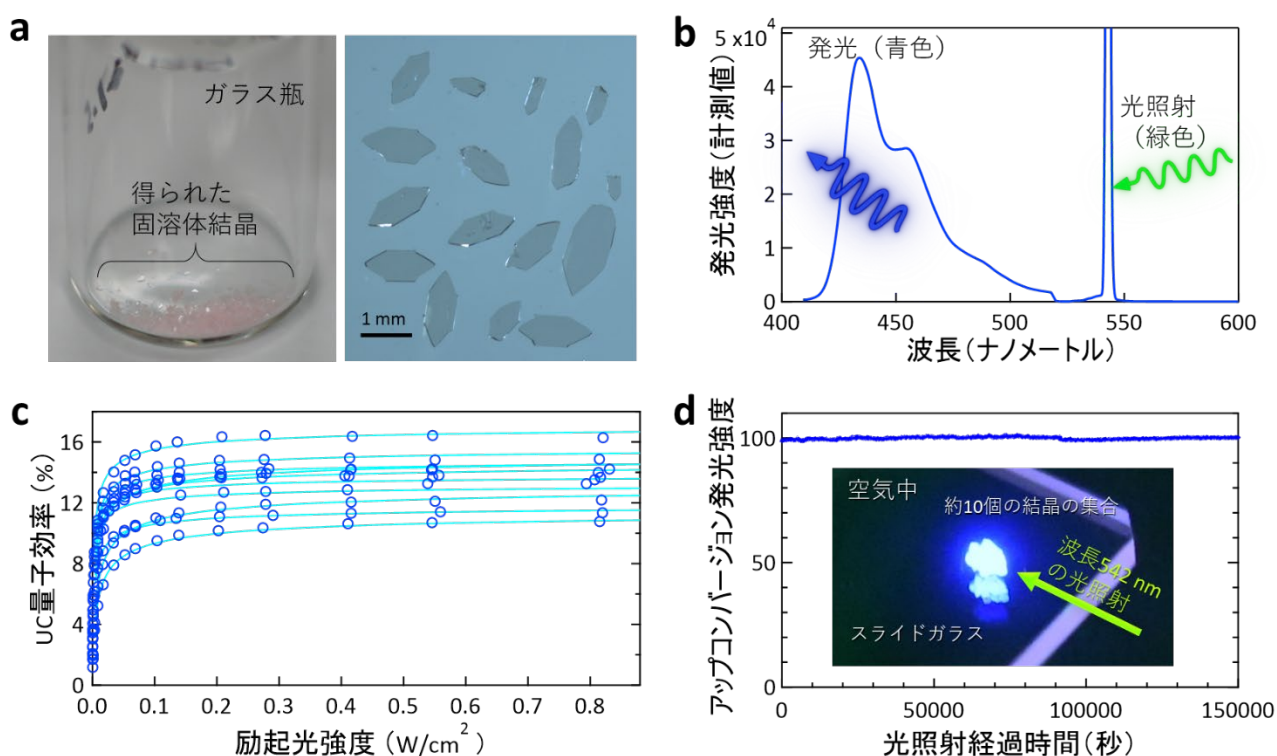 a
ガラス瓶
得られた
固溶体結晶
1 mm
b
5 x10⁴
4
3
2
1
0
発光強度(計測値)
発光（青色）
光照射
（緑色）
400
450
500
550
600
波長(ナノメートル)
c
16
12
8
4
0
UC量子効率 (%)
0.0
0.1
0.2
0.3
0.4
0.5
0.6
0.7
0.8
励起光強度 (W/cm²)
d
アップコンバージョン発光強度
100
50
0
空気中
約10個の結晶の集合
波長542 nm
の光照射
スライドガラス
0
50000
100000
150000
光照射経過時間(秒)